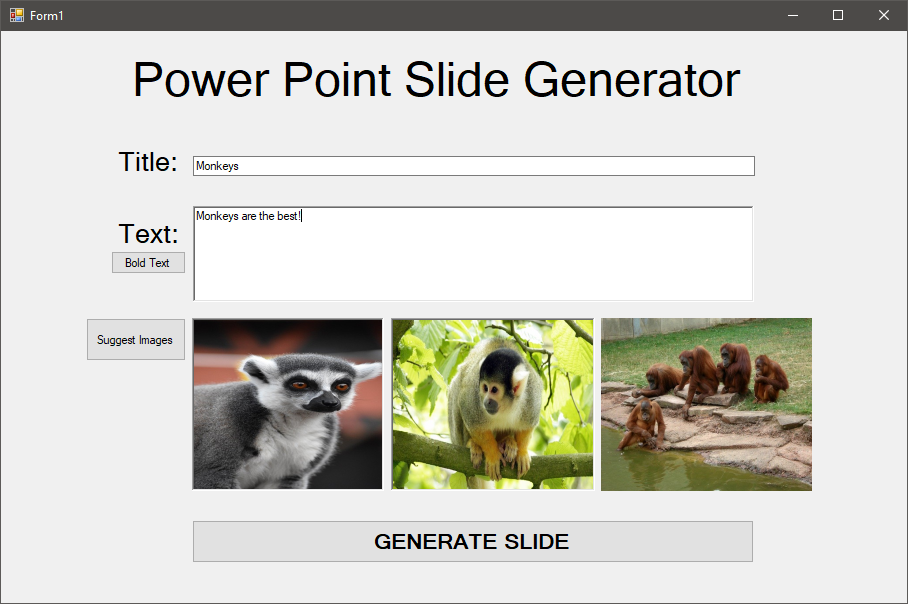 Form1
Power Point Slide Generator
Title:
Monkeys
Text:
Monkeys are the best!
Bold Text
Suggest Images
GENERATE SLIDE